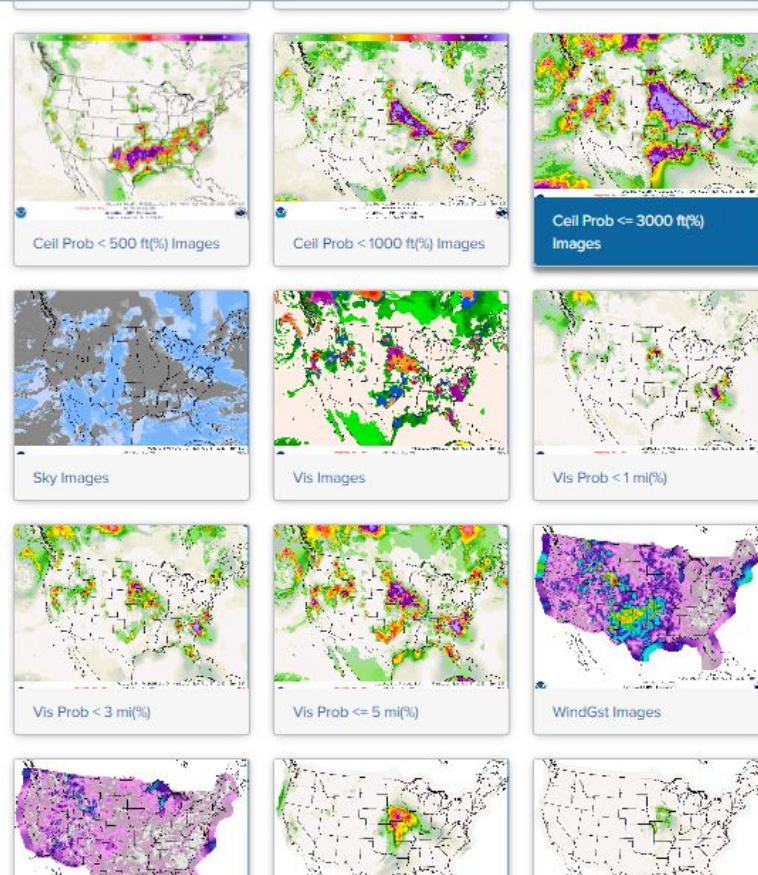 Ceil Prob < 500 ft(%) Images
Ceil Prob < 1000 ft(%) Images
Ceil Prob <= 3000 ft(%)
Images
Sky Images
Vis Images
Vis Prob < 1 mi(%)
Vis Prob < 3 mi(%)
Vis Prob <= 5 mi(%)
WindGst Images